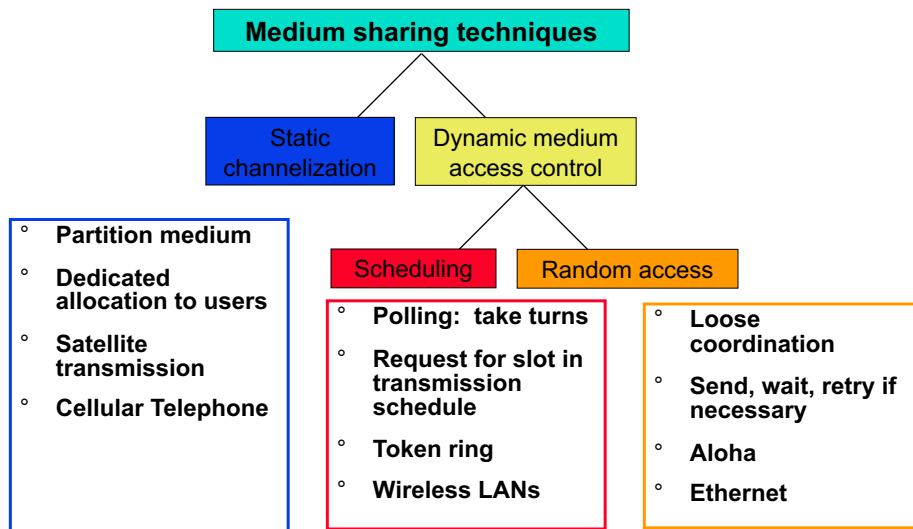 Medium sharing techniques
Static
channelization
Dynamic medium
access control
° Partition medium
° Dedicated
allocation to users
° Satellite
transmission
° Cellular Telephone
Scheduling
° Polling: take turns
° Request for slot in
transmission
schedule
° Token ring
° Wireless LANs
Random access
° Loose
coordination
° Send, wait, retry if
necessary
° Aloha
° Ethernet